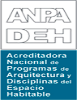 ANPA
DEH
Acreditadora
Nacional de
Programas de
Arquitectura y
Disciplinas del
Espacio
Habitable